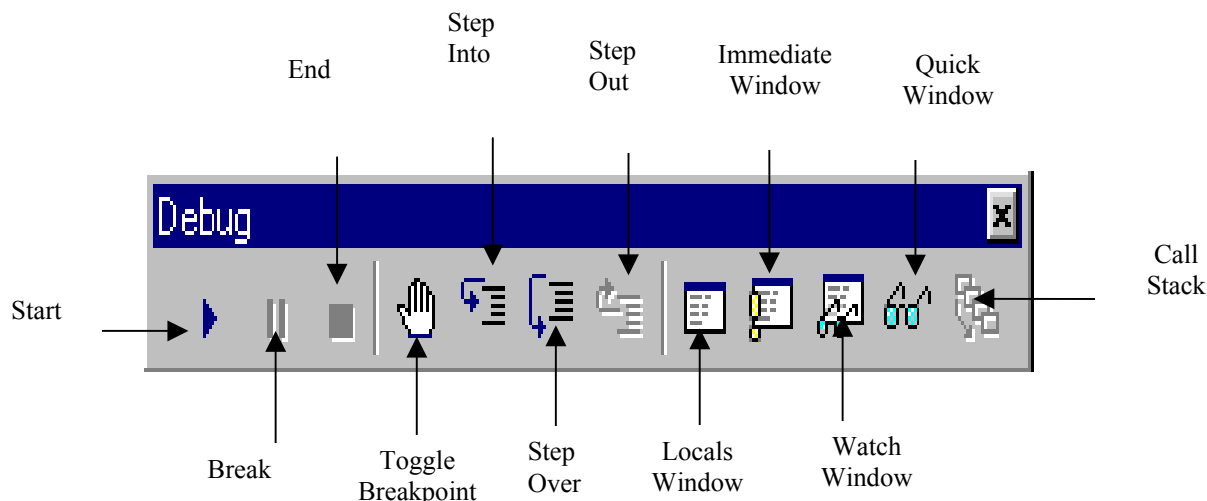 Step
Into
End
Step
Out
Immediate
Window
Quick
Window
Debug
Start
Call
Stack
Break
Toggle
Breakpoint
Step
Over
Locals
Window
Watch
Window